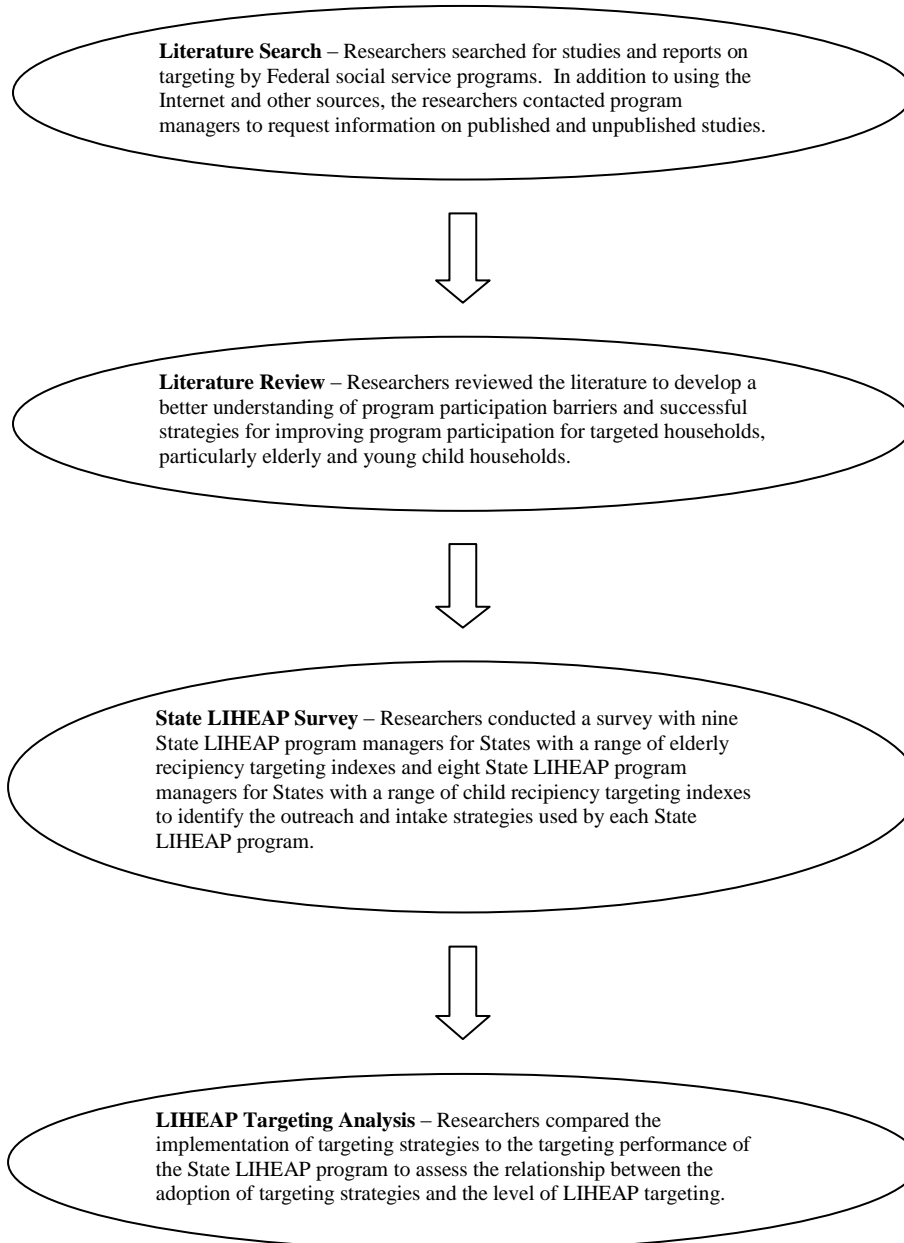 Literature Search – Researchers searched for studies and reports on
targeting by Federal social service programs.  In addition to using the
Internet and other sources, the researchers contacted program
managers to request information on published and unpublished studies.
Literature Review – Researchers reviewed the literature to develop a
better understanding of program participation barriers and successful
strategies for improving program participation for targeted households,
particularly elderly and young child households.
State LIHEAP Survey – Researchers conducted a survey with nine
State LIHEAP program managers for States with a range of elderly
recipiency targeting indexes and eight State LIHEAP program
managers for States with a range of child recipiency targeting indexes
to identify the outreach and intake strategies used by each State
LIHEAP program.
LIHEAP Targeting Analysis – Researchers compared the
implementation of targeting strategies to the targeting performance of
the State LIHEAP program to assess the relationship between the
adoption of targeting strategies and the level of LIHEAP targeting.